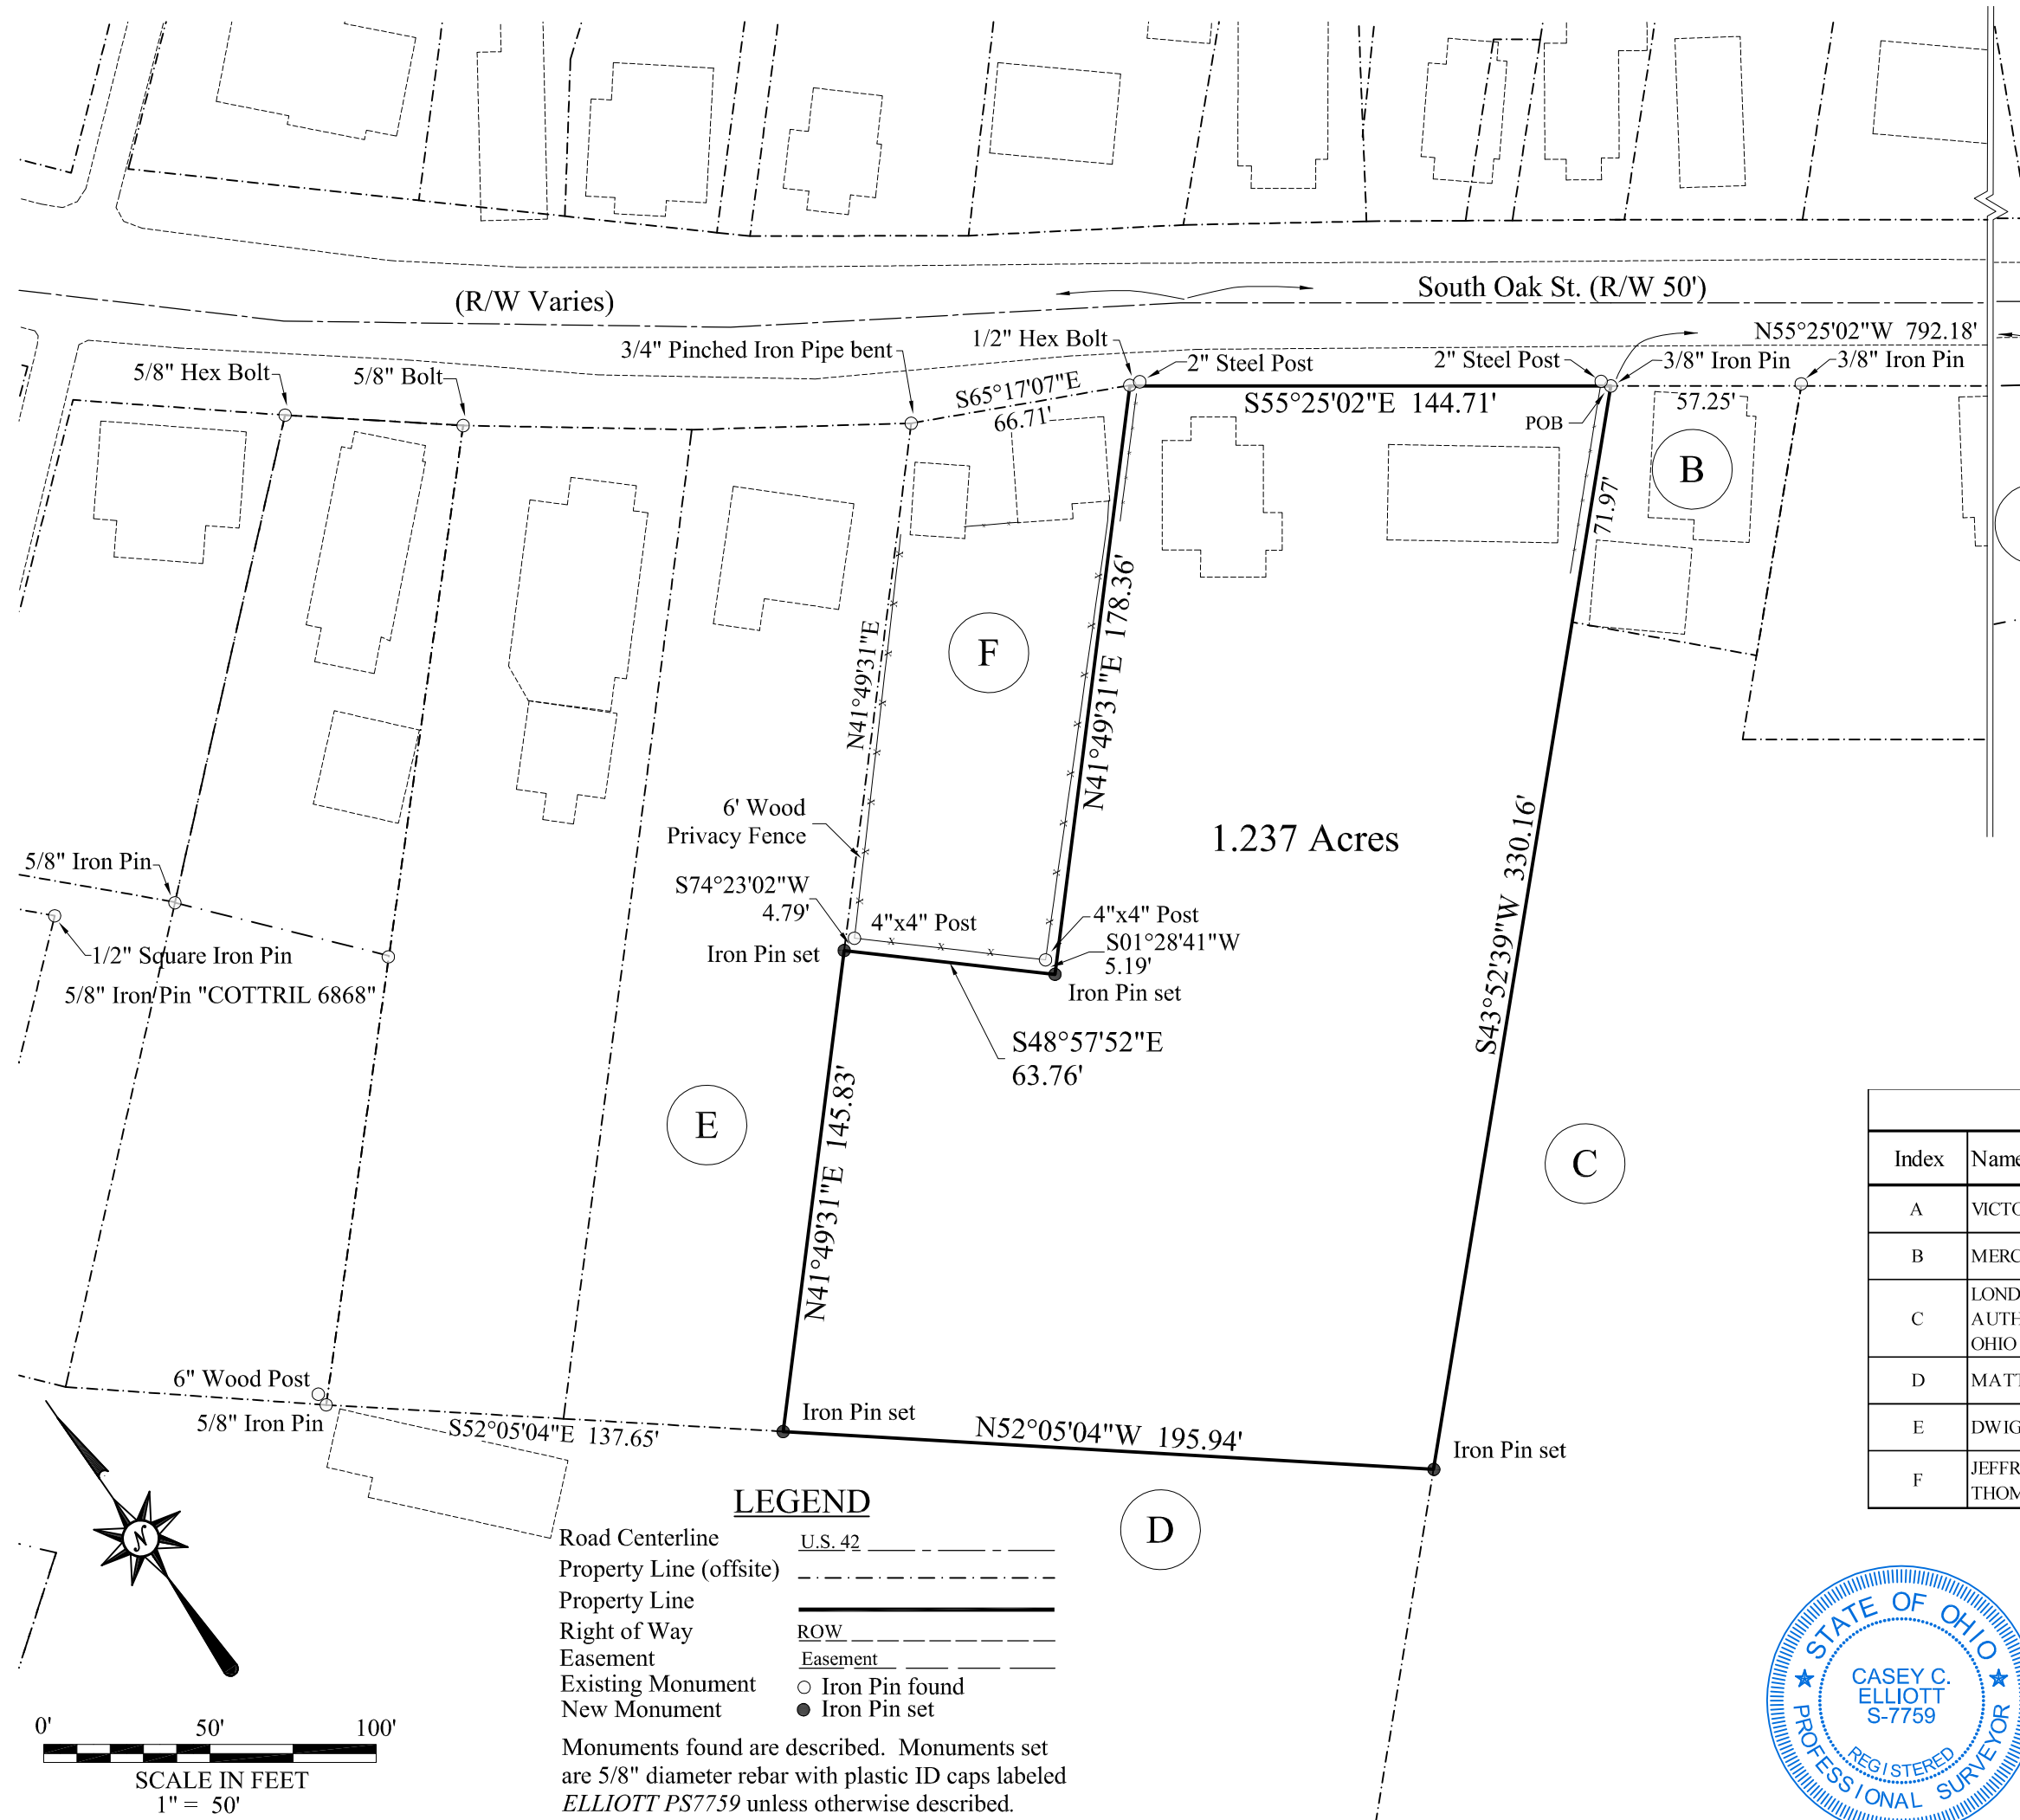 (R/W Varies)
South Oak St. (R/W 50')
N55°25'02"W 792.18'
1/2" Hex Bolt
3/4" Pinched Iron Pipe bent
2" Steel Post
2" Steel Post
3/8" Iron Pin
3/8" Iron Pin
5/8" Hex Bolt
5/8" Bolt
S65°17'07"E
66.71'
S55°25'02"E 144.71'
POB
57.25'
B
71.97'
F
N41°49'31"E
N41°49'31"E 178.36'
6' Wood
Privacy Fence
1.237 Acres
S43°52'39"W 330.16'
5/8" Iron Pin
S74°23'02"W
4.79'
4"x4" Post
4"x4" Post
S01°28'41"W
5.19'
Iron Pin set
Iron Pin set
1/2" Square Iron Pin
5/8" Iron Pin "COTTRIL 6868"
S48°57'52"E
63.76'
E
N41°49'31"E 145.83'
C
Index Name
A VICTO
B MERC
C LOND
AUTH
OHIO
D MATT
E DWIG
F JEFFR
THOM
6" Wood Post
5/8" Iron Pin
S52°05'04"E 137.65'
Iron Pin set
N52°05'04"W 195.94'
Iron Pin set
D
N
LEGEND
Road Centerline U.S. 42
Property Line (offsite)
Property Line
Right of Way ROW
Easement Easement
Existing Monument Iron Pin found
New Monument Iron Pin set
Monuments found are described. Monuments set
are 5/8" diameter rebar with plastic ID caps labeled
ELLIOTT PS7759 unless otherwise described.
0' 50' 100'
SCALE IN FEET
1" = 50'
STATE OF OHIO
CASEY C.
ELLIOTT
S-7759
REGISTERED
PROFESSIONAL SURVEYOR